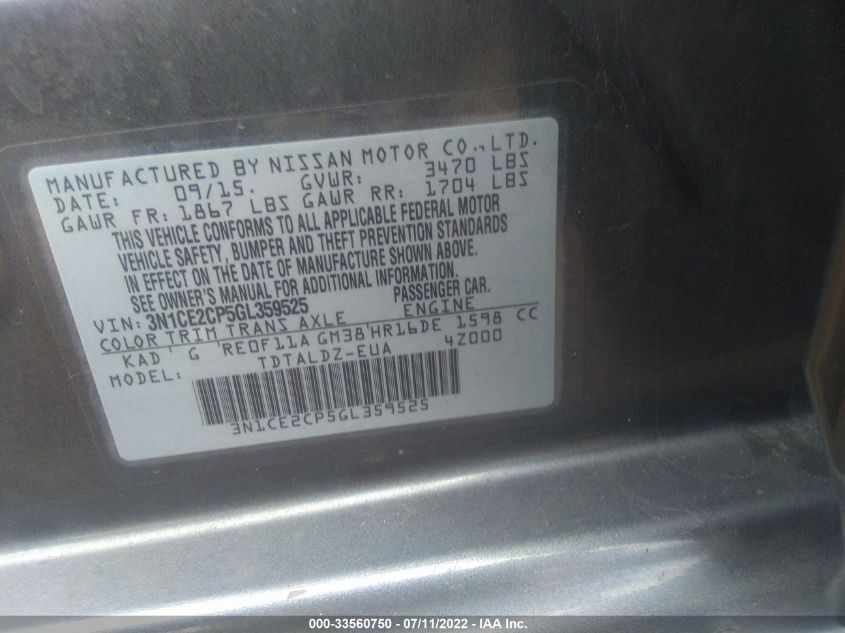 MANUFACTURED BY NISSAN MOTOR CO.,LTD.
DATE: 09/15. GVWR: 3470 LBS
GAWR FR: 1867 LBS GAWR RR: 1704 LBS
THIS VEHICLE CONFORMS TO ALL APPLICABLE FEDERAL MOTOR
VEHICLE SAFETY, BUMPER AND THEFT PREVENTION STANDARDS
IN EFFECT ON THE DATE OF MANUFACTURE SHOWN ABOVE.
SEE OWNER'S MANUAL FOR ADDITIONAL INFORMATION.
VIN: 3N1CE2CP5GL359525 PASSENGER CAR.
COLOR TRIM TRANS AXLE ENGINE
KAD G RE0F11A GM38 HR16DE 1598 CC
MODEL: TDTALDZ-EUA 4Z000
3N1CE2CP5GL359525
000-33560750 - 07/11/2022 - IAA Inc.